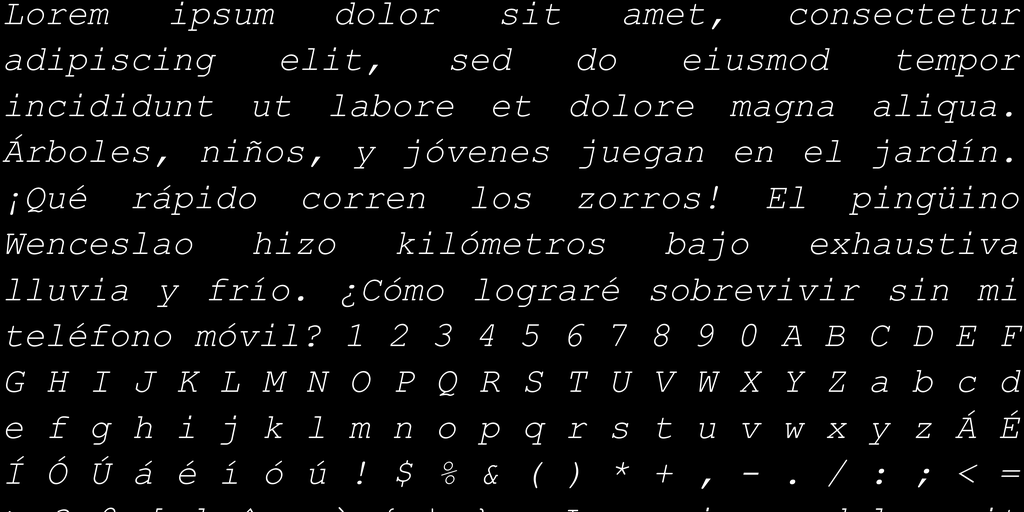 Lorem ipsum dolor sit amet, consectetur
adipiscing elit, sed do eiusmod tempor
incididunt ut labore et dolore magna aliqua.
Árboles, niños, y jóvenes juegan en el jardín.
¡Qué rápido corren los zorros! El pingüino
Wenceslao hizo kilómetros bajo exhaustiva
lluvia y frío. ¿Cómo lograré sobrevivir sin mi
teléfono móvil? 1 2 3 4 5 6 7 8 9 0 A B C D E F
G H I J K L M N O P Q R S T U V W X Y Z a b c d
e f g h i j k l m n o p q r s t u v w x y z Á É
Í Ó Ú á é í ó ú ! $ % & ( ) * + , - . / : ; < =